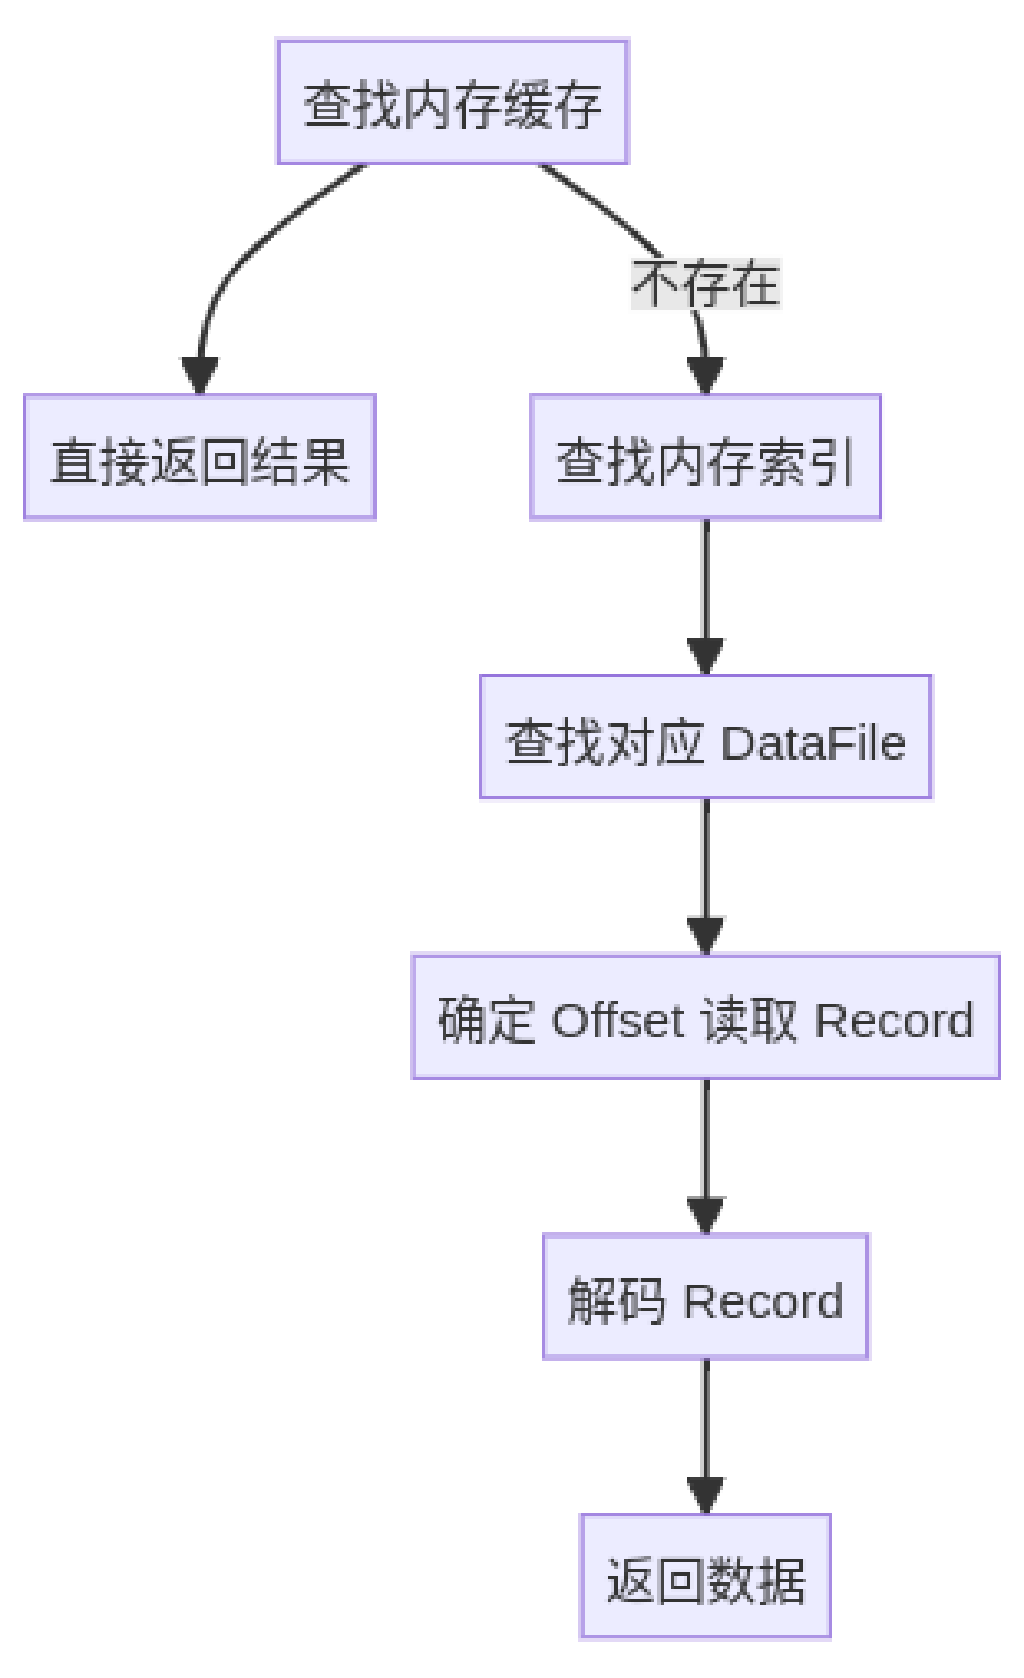 查找内存缓存
不存在
直接返回结果
查找内存索引
查找对应 DataFile
确定 Offset 读取 Record
解码 Record
返回数据